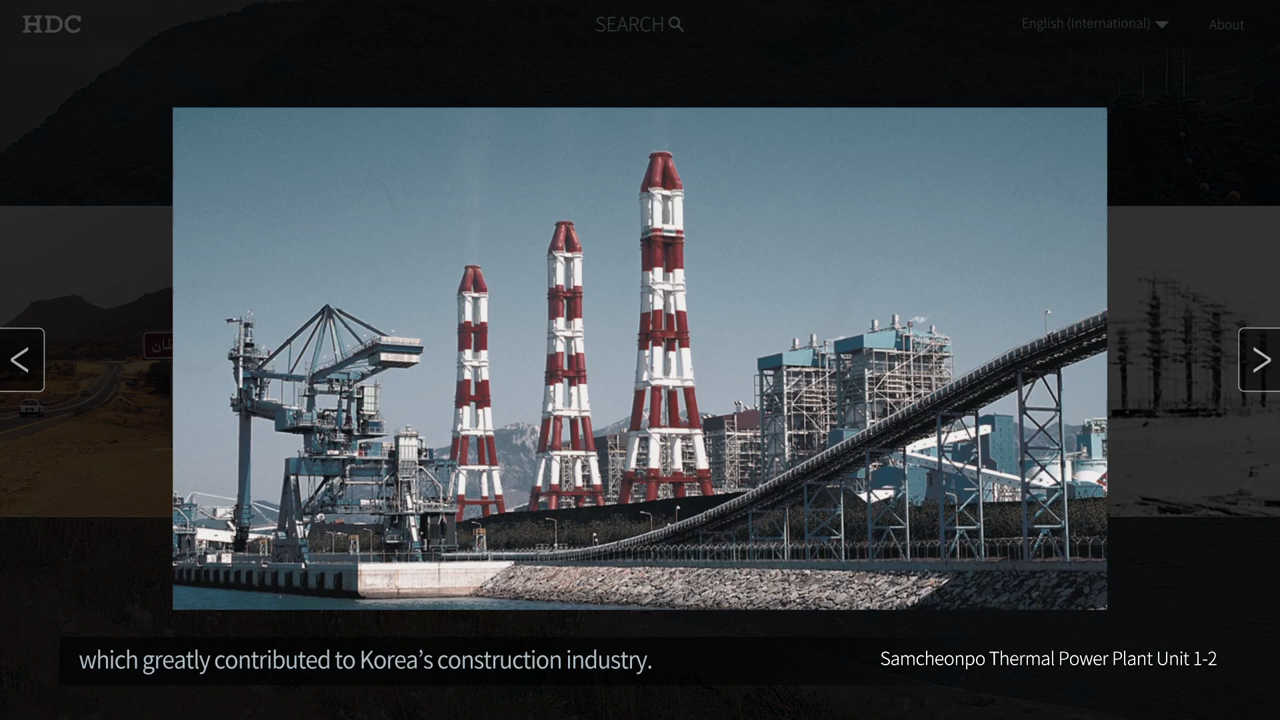 HDC
SEARCH
English (International)
About
which greatly contributed to Korea’s construction industry.
Samcheonpo Thermal Power Plant Unit 1-2